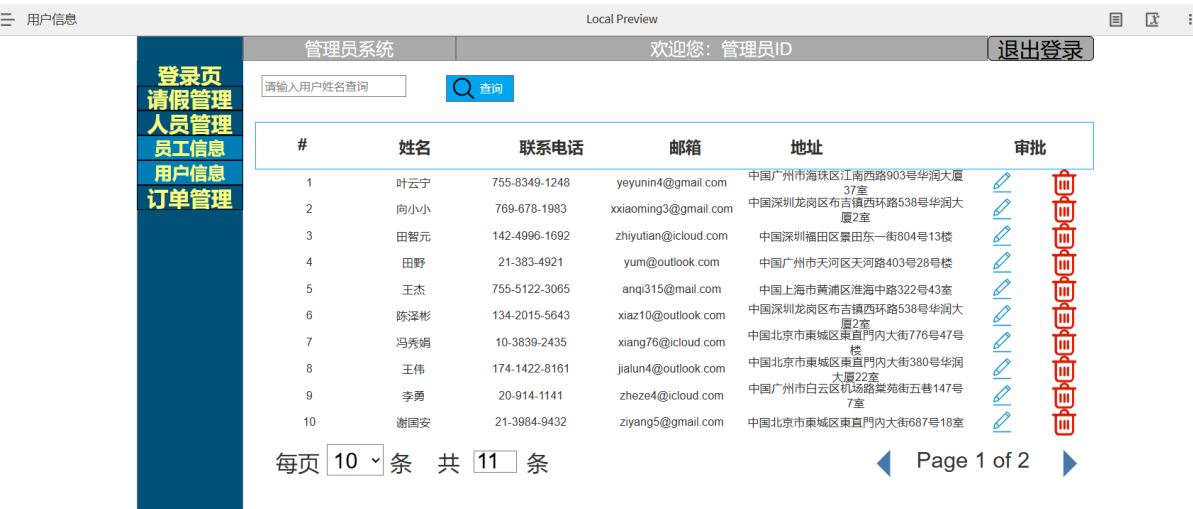 用户信息 Local Preview
管理员系统 欢迎您：管理员ID 退出登录
登录页
请假管理
人员管理
员工信息
用户信息
订单管理
请输入用户姓名查询 查询
# 姓名 联系电话 邮箱 地址 审批
1 叶云宁 755-8349-1248 yeyunin4@gmail.com 中国广州市海珠区江南西路903号华润大厦
37室
2 向小小 769-678-1983 xxiaoming3@gmail.com 中国深圳龙岗区布吉镇西环路538号华润大
厦2室
3 田智元 142-4996-1692 zhiyutian@icloud.com 中国深圳福田区景田东一街804号13楼
4 田野 21-383-4921 yum@outlook.com 中国广州市天河区天河路403号28号楼
5 王杰 755-5122-3065 anqi315@mail.com 中国上海市黄浦区淮海中路322号43室
6 陈泽彬 134-2015-5643 xiaz10@outlook.com 中国深圳龙岗区布吉镇西环路538号华润大
厦2室
7 冯秀娟 10-3839-2435 xiang76@icloud.com 中国北京市東城区東直門内大街776号47号
楼
8 王伟 174-1422-8161 jialun4@outlook.com 中国北京市東城区東直門内大街380号华润
大厦22室
9 李勇 20-914-1141 zheze4@icloud.com 中国广州市白云区机场路棠苑街五巷147号
7室
10 谢国安 21-3984-9432 ziyang5@gmail.com 中国北京市東城区東直門内大街687号18室
每页 10 条 共 11 条 Page 1 of 2